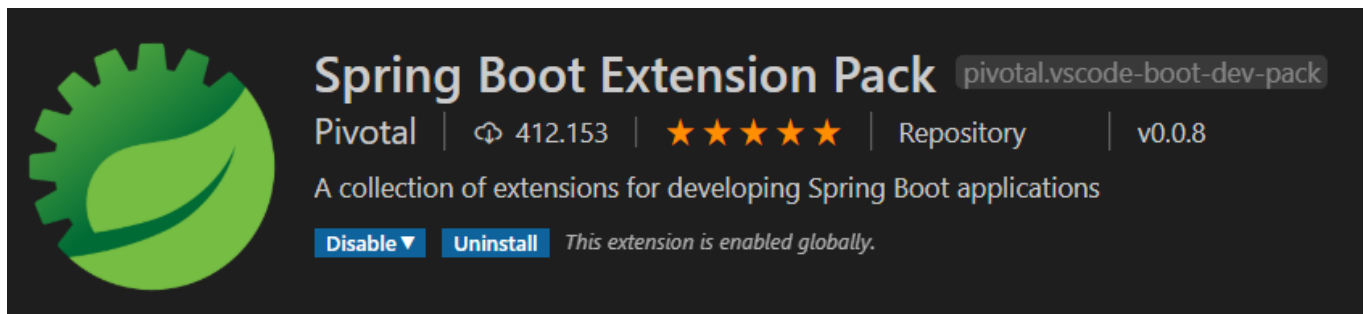 Spring Boot Extension Pack pivotal.vscode-boot-dev-pack
Pivotal 412.153 ★★★★★ Repository v0.0.8
A collection of extensions for developing Spring Boot applications
Disable▼ Uninstall This extension is enabled globally.